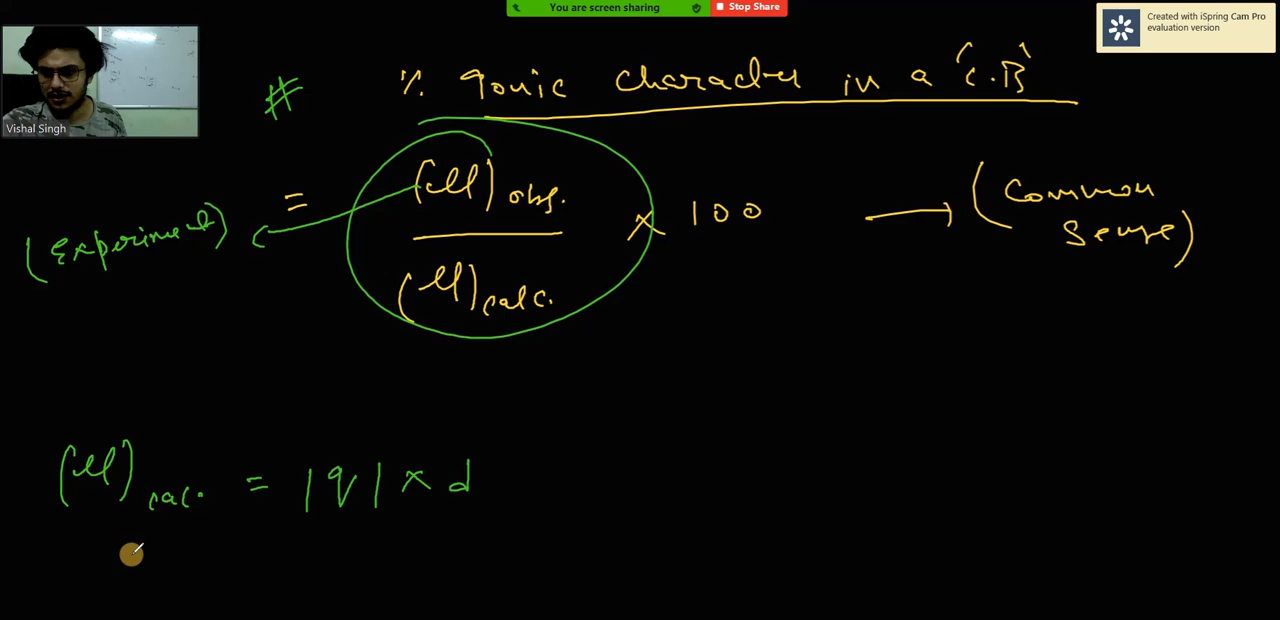 You are screen sharing
Stop Share
Created with iSpring Cam Pro
evaluation version
Vishal Singh
# % Ionic character in a 'C.B'
= (μ)obs. / (μ)calc. × 100 → (Common Sense)
(Experiment)
(μ)calc. = |q| × d